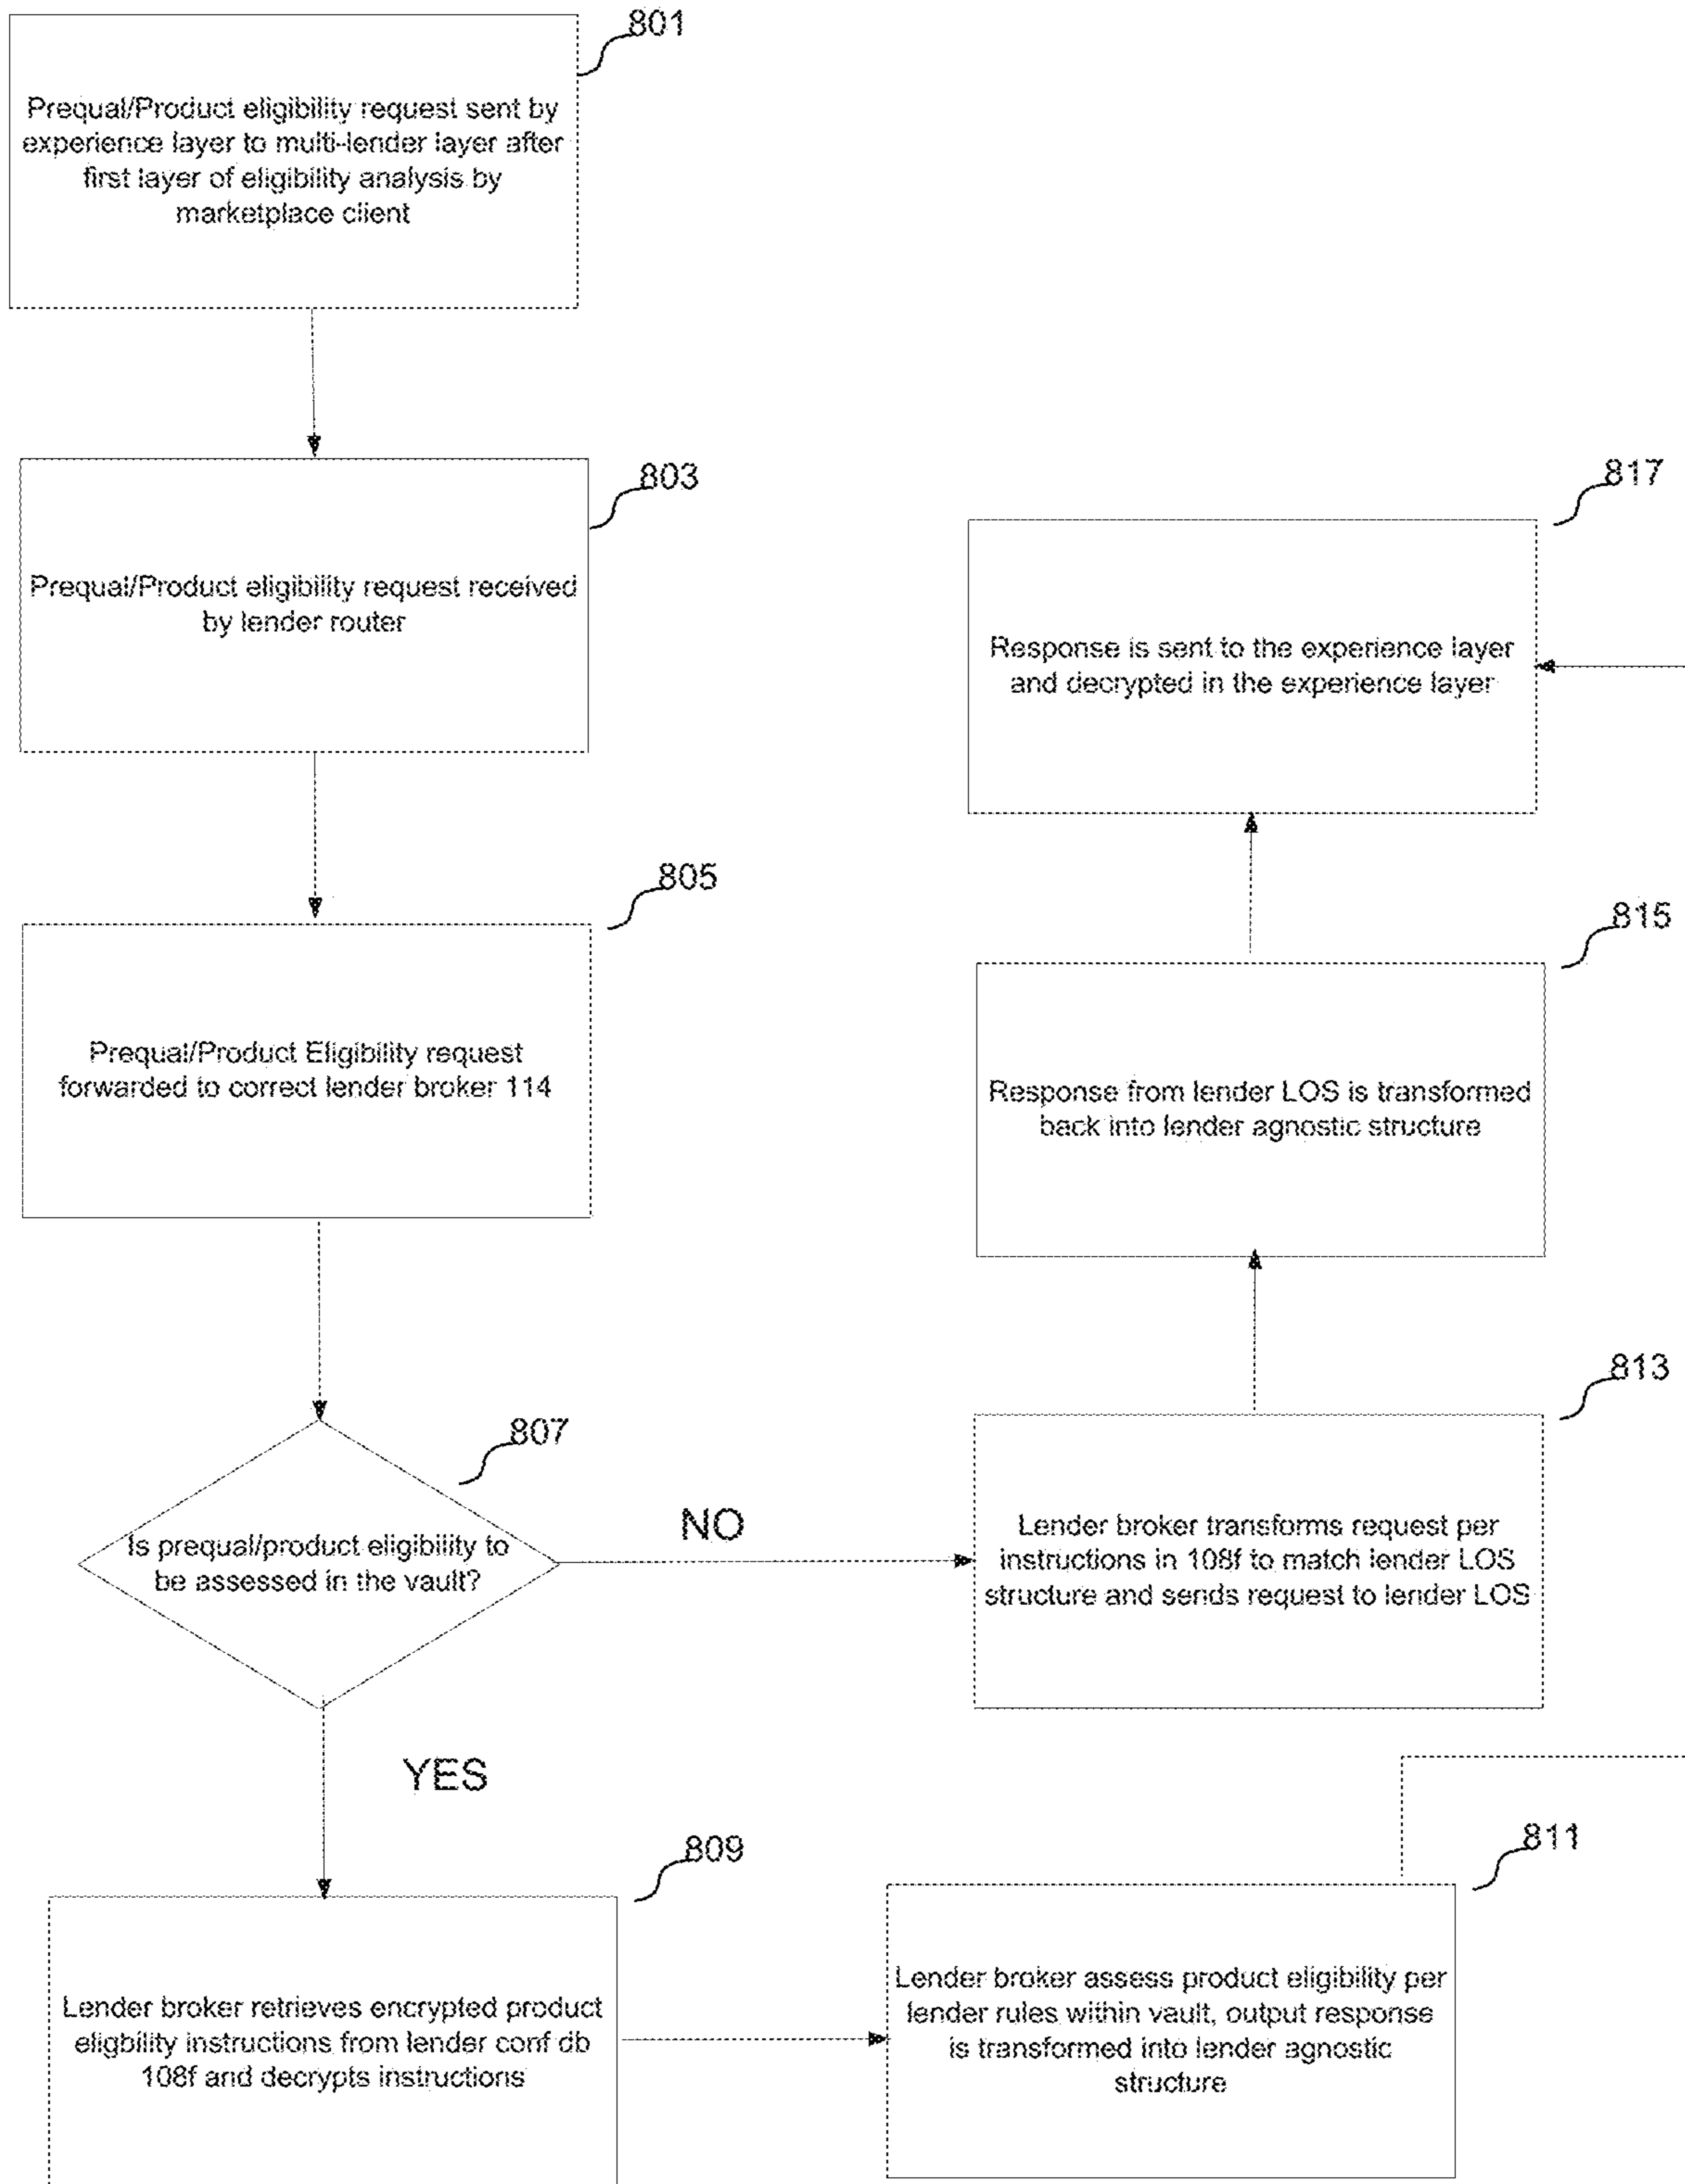 801
Prequal/Product eligibility request sent by
experience layer to multi-lender layer after
first layer of eligibility analysis by
marketplace client
803
Prequal/Product eligibility request received
by lender router
805
Prequal/Product Eligibility request
forwarded to correct lender broker 114
807
Is prequal/product eligibility to
be assessed in the vault?
NO
YES
809
Lender broker retrieves encrypted product
eligbility instructions from lender conf db
108f and decrypts instructions
811
Lender broker assess product eligibility per
lender rules within vault, output response
is transformed into lender agnostic
structure
813
Lender broker transforms request per
instructions in 108f to match lender LOS
structure and sends request to lender LOS
815
Response from lender LOS is transformed
back into lender agnostic structure
817
Response is sent to the experience layer
and decrypted in the experience layer